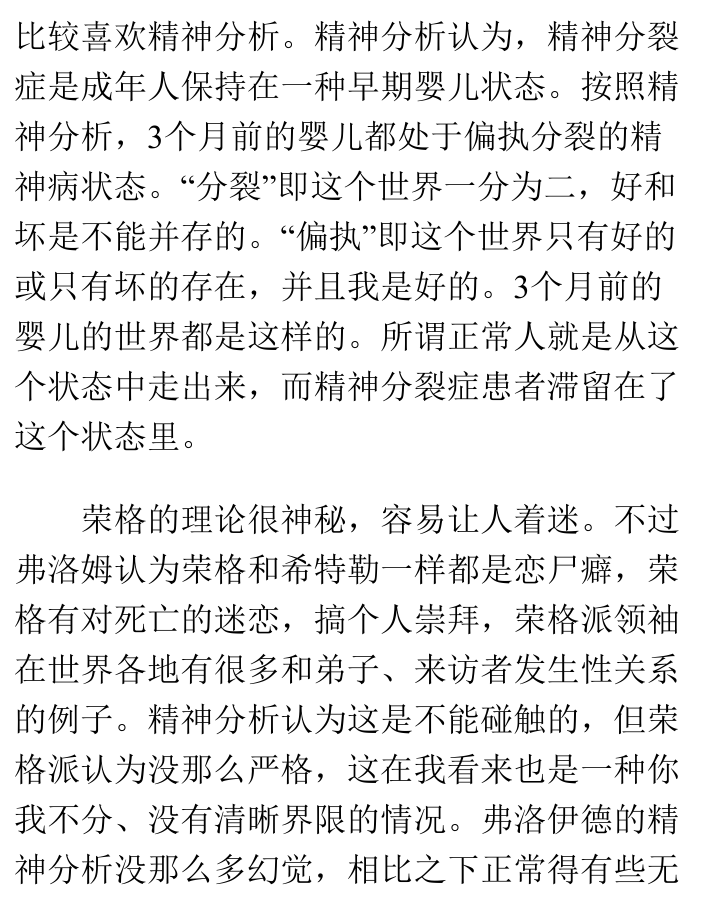 比较喜欢精神分析。精神分析认为，精神分裂
症是成年人保持在一种早期婴儿状态。按照精
神分析，3个月前的婴儿都处于偏执分裂的精
神病状态。“分裂”即这个世界一分为二，好和
坏是不能并存的。“偏执”即这个世界只有好的
或只有坏的存在，并且我是好的。3个月前的
婴儿的世界都是这样的。所谓正常人就是从这
个状态中走出来，而精神分裂症患者滞留在了
这个状态里。
荣格的理论很神秘，容易让人着迷。不过
弗洛姆认为荣格和希特勒一样都是恋尸癖，荣
格有对死亡的迷恋，搞个人崇拜，荣格派领袖
在世界各地有很多和弟子、来访者发生性关系
的例子。精神分析认为这是不能碰触的，但荣
格派认为没那么严格，这在我看来也是一种你
我不分、没有清晰界限的情况。弗洛伊德的精
神分析没那么多幻觉，相比之下正常得有些无